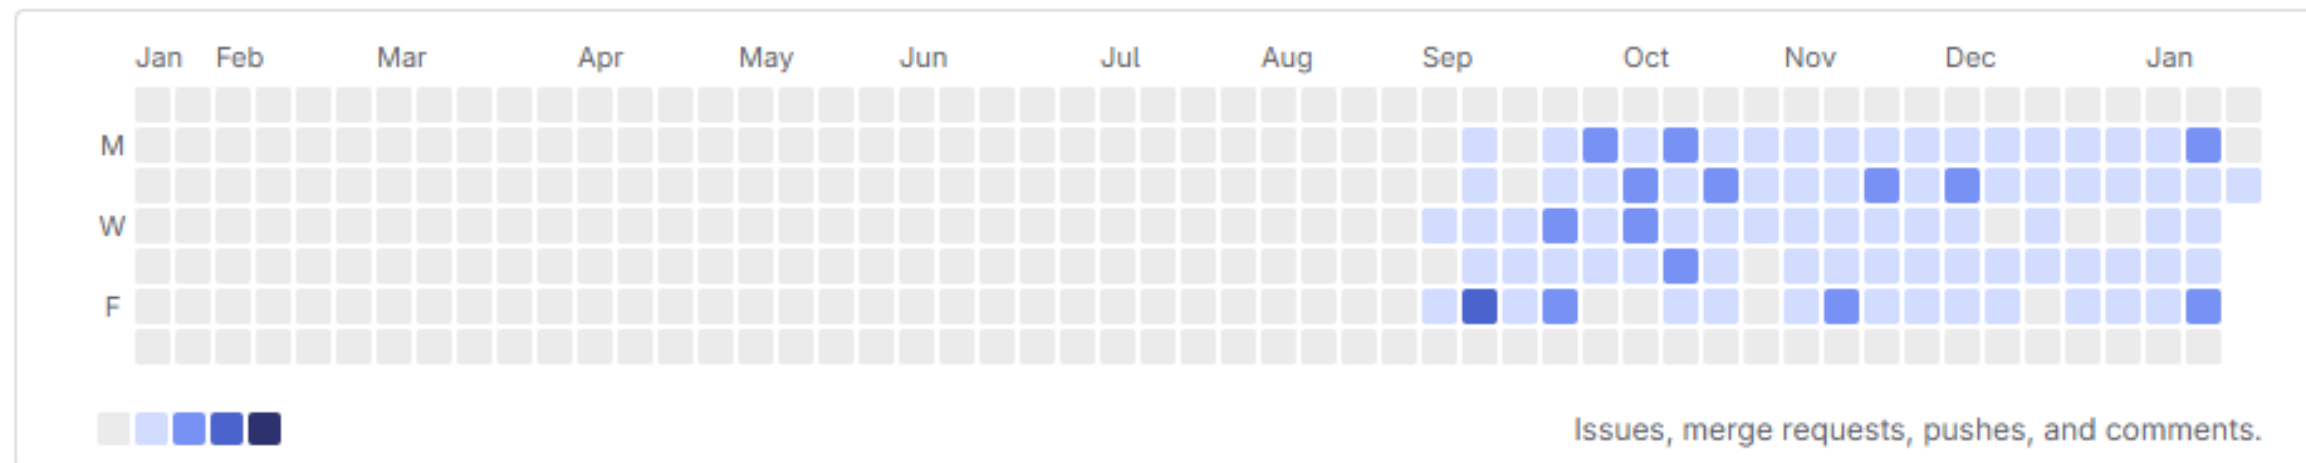 Jan Feb Mar Apr May Jun Jul Aug Sep Oct Nov Dec Jan
M
W
F
Issues, merge requests, pushes, and comments.